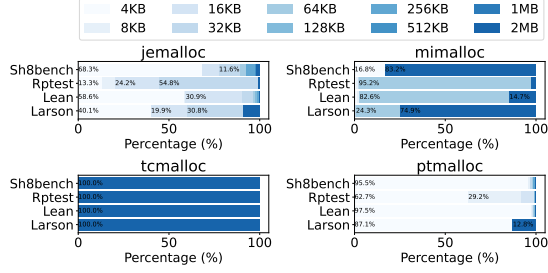 4KB 16KB 64KB 256KB 1MB
8KB 32KB 128KB 512KB 2MB
jemalloc
Sh8bench 68.3% 11.6%
Rptest 13.3% 24.2% 54.8%
Lean 58.6% 30.9%
Larson 40.1% 19.9% 30.8%
0 50 100
Percentage (%)
mimalloc
Sh8bench 16.8% 83.2%
Rptest 95.2%
Lean 82.6% 14.7%
Larson 24.3% 74.9%
0 50 100
Percentage (%)
tcmalloc
Sh8bench 100.0%
Rptest 100.0%
Lean 100.0%
Larson 100.0%
0 50 100
Percentage (%)
ptmalloc
Sh8bench 95.5%
Rptest 62.7% 29.2%
Lean 97.5%
Larson 87.1% 12.8%
0 50 100
Percentage (%)